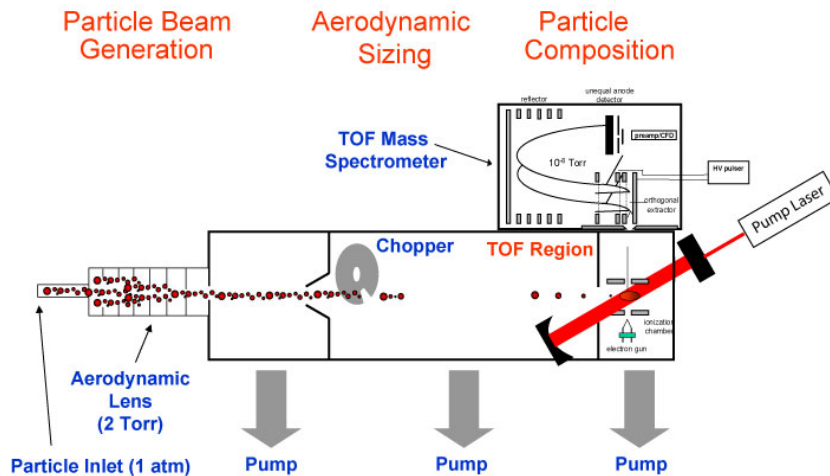 Particle Beam
Generation
Aerodynamic
Sizing
Particle
Composition
reflector
unequal anode
detector
preamp/CFD
TOF Mass
Spectrometer
10⁻⁸ Torr
HV pulser
orthogonal
extractor
Pump Laser
Chopper
TOF Region
ionization
chamber
electron gun
Aerodynamic
Lens
(2 Torr)
Particle Inlet (1 atm)
Pump
Pump
Pump